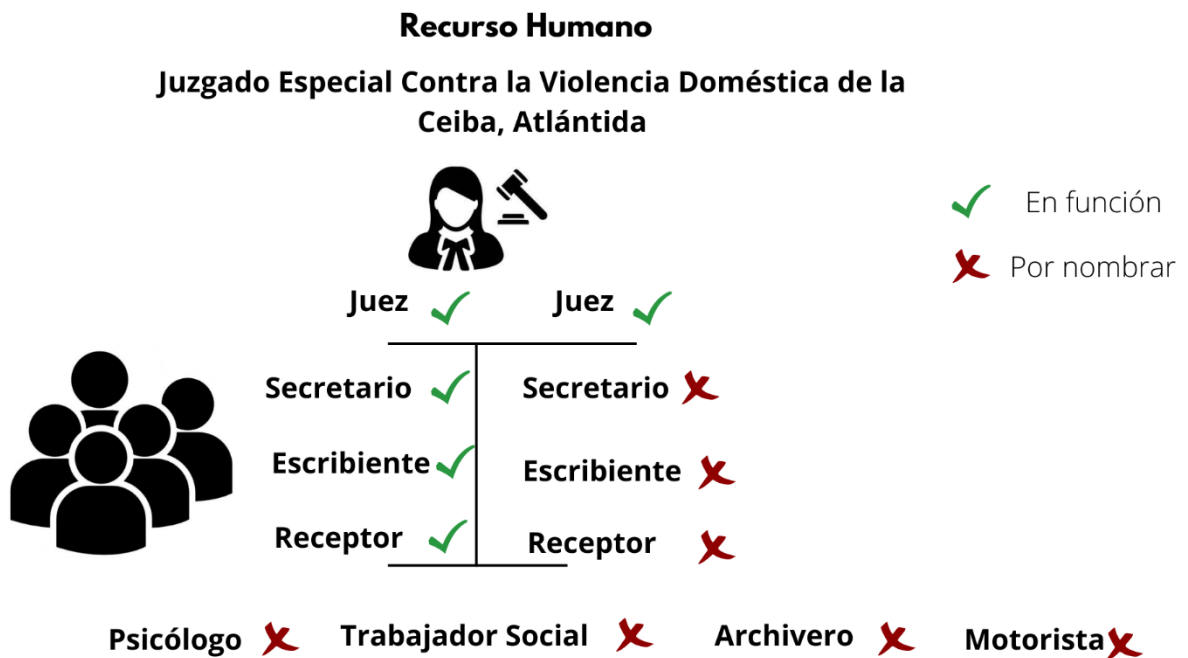 Recurso Humano
Juzgado Especial Contra la Violencia Doméstica de la
Ceiba, Atlántida
En función
Por nombrar
Juez Juez
Secretario Secretario
Escribiente Escribiente
Receptor Receptor
Psicólogo Trabajador Social Archivero Motorista